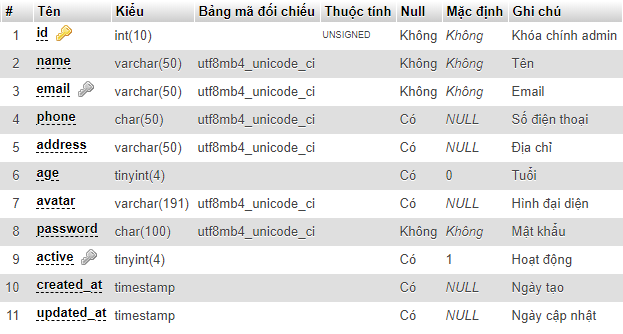 # Tên Kiểu Bảng mã đối chiếu Thuộc tính Null Mặc định Ghi chú
1 id int(10) UNSIGNED Không Không Khóa chính admin
2 name varchar(50) utf8mb4_unicode_ci Không Không Tên
3 email varchar(50) utf8mb4_unicode_ci Không Không Email
4 phone char(50) utf8mb4_unicode_ci Có NULL Số điện thoại
5 address varchar(50) utf8mb4_unicode_ci Có NULL Địa chỉ
6 age tinyint(4) Có 0 Tuổi
7 avatar varchar(191) utf8mb4_unicode_ci Có NULL Hình đại diện
8 password char(100) utf8mb4_unicode_ci Không Không Mật khẩu
9 active tinyint(4) Có 1 Hoạt động
10 created_at timestamp Có NULL Ngày tạo
11 updated_at timestamp Có NULL Ngày cập nhật